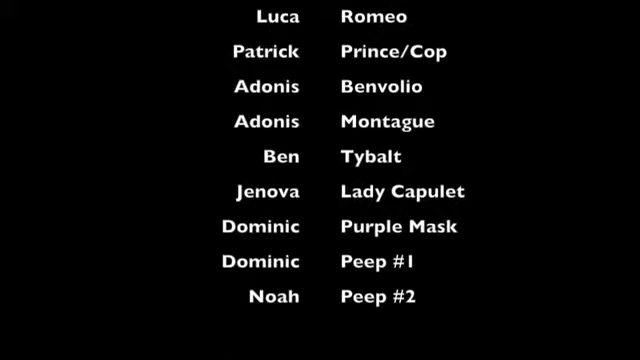 Luca Romeo
Patrick Prince/Cop
Adonis Benvolio
Adonis Montague
Ben Tybalt
Jenova Lady Capulet
Dominic Purple Mask
Dominic Peep #1
Noah Peep #2